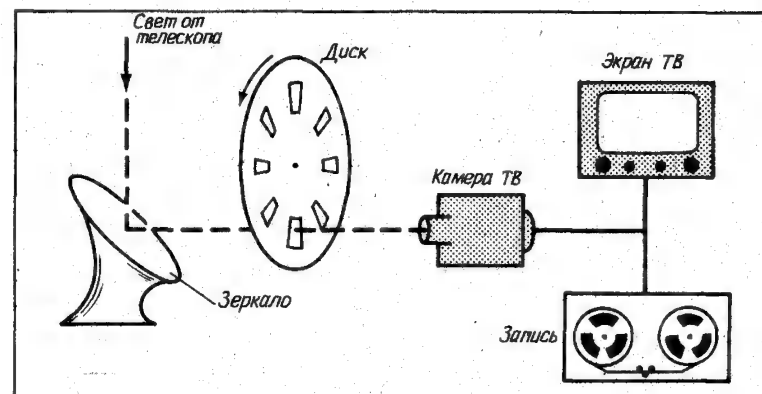 Свет от
телескопа
Диск
Экран ТВ
Камера ТВ
Зеркало
Запись